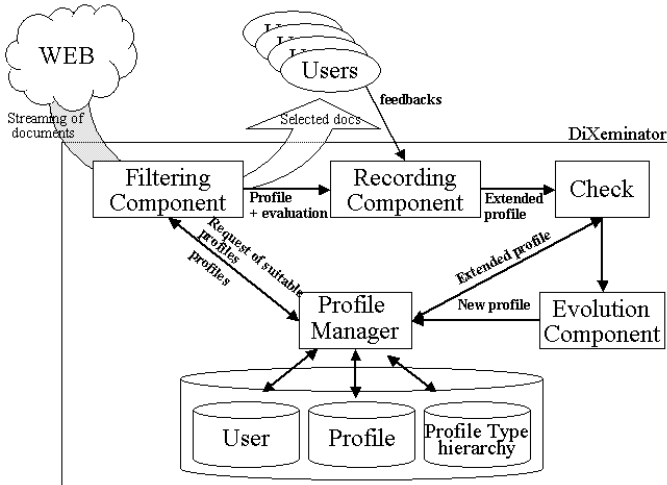 WEB
U
U
U
Users
Streaming of
documents
Selected docs
feedbacks
DiXeminator
Filtering
Component
Profile
+ evaluation
Recording
Component
Extended
profile
Check
Request of suitable
profiles
profiles
Extended profile
Profile
Manager
New profile
Evolution
Component
User
Profile
Profile Type
hierarchy